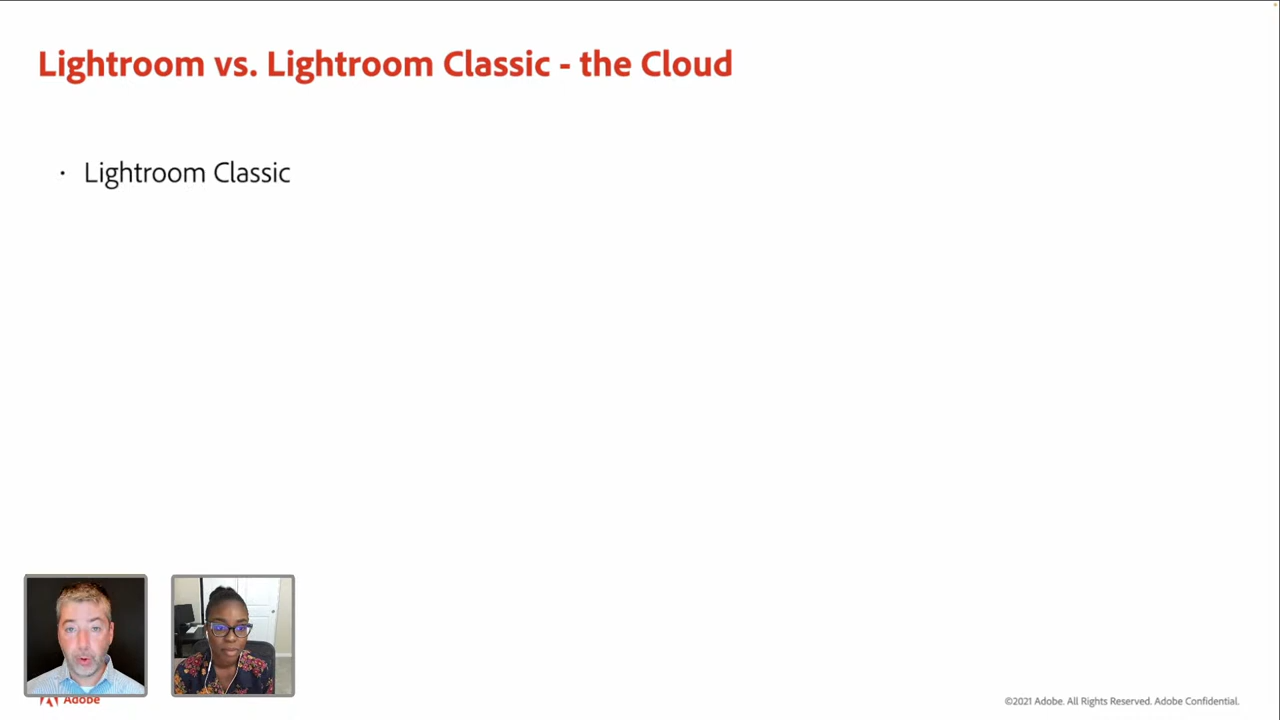 Lightroom vs. Lightroom Classic - the Cloud
• Lightroom Classic
Adobe
©2021 Adobe. All Rights Reserved. Adobe Confidential.